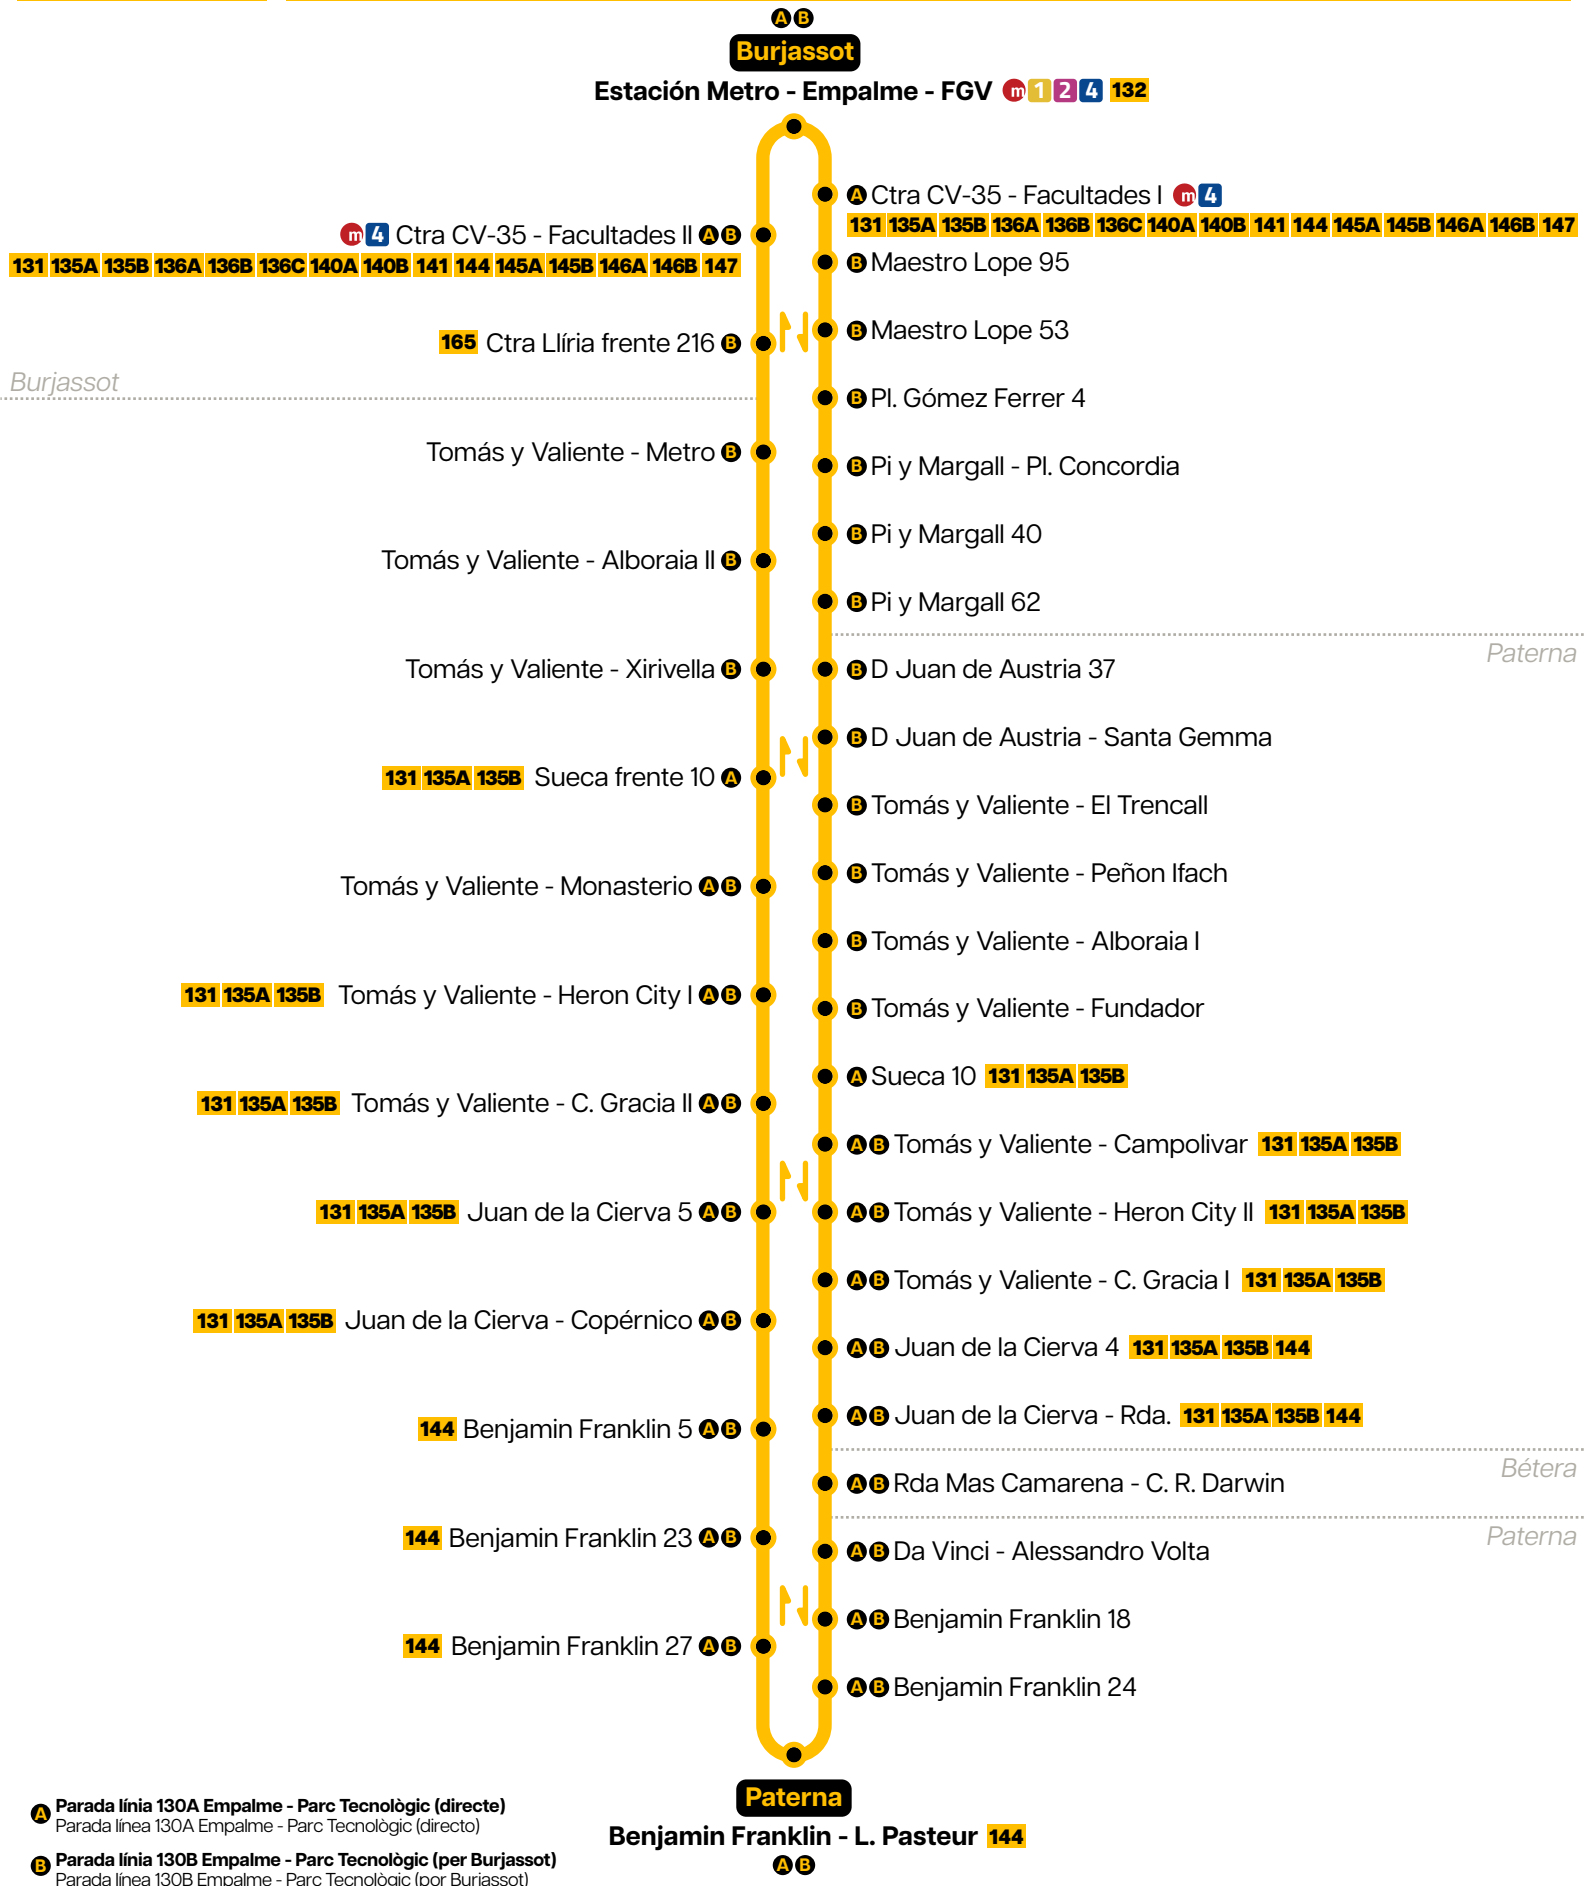 A B
Burjassot
Estación Metro - Empalme - FGV m 1 2 4 132
A Ctra CV-35 - Facultades I m 4
131 135A 135B 136A 136B 136C 140A 140B 141 144 145A 145B 146A 146B 147
m 4 Ctra CV-35 - Facultades II A B
131 135A 135B 136A 136B 136C 140A 140B 141 144 145A 145B 146A 146B 147
B Maestro Lope 95
B Maestro Lope 53
165 Ctra Llíria frente 216 B
Burjassot
B Pl. Gómez Ferrer 4
Tomás y Valiente - Metro B
B Pi y Margall - Pl. Concordia
B Pi y Margall 40
Tomás y Valiente - Alboraia II B
B Pi y Margall 62
Paterna
Tomás y Valiente - Xirivella B
B D Juan de Austria 37
B D Juan de Austria - Santa Gemma
131 135A 135B Sueca frente 10 A
B Tomás y Valiente - El Trencall
B Tomás y Valiente - Peñon Ifach
Tomás y Valiente - Monasterio A B
B Tomás y Valiente - Alboraia I
131 135A 135B Tomás y Valiente - Heron City I A B
B Tomás y Valiente - Fundador
A Sueca 10 131 135A 135B
131 135A 135B Tomás y Valiente - C. Gracia II A B
A B Tomás y Valiente - Campolivar 131 135A 135B
131 135A 135B Juan de la Cierva 5 A B
A B Tomás y Valiente - Heron City II 131 135A 135B
A B Tomás y Valiente - C. Gracia I 131 135A 135B
131 135A 135B Juan de la Cierva - Copérnico A B
A B Juan de la Cierva 4 131 135A 135B 144
A B Juan de la Cierva - Rda. 131 135A 135B 144
144 Benjamin Franklin 5 A B
Bétera
A B Rda Mas Camarena - C. R. Darwin
Paterna
144 Benjamin Franklin 23 A B
A B Da Vinci - Alessandro Volta
A B Benjamin Franklin 18
144 Benjamin Franklin 27 A B
A B Benjamin Franklin 24
Paterna
Benjamin Franklin - L. Pasteur 144
A B
A Parada línia 130A Empalme - Parc Tecnològic (directe)
Parada línea 130A Empalme - Parc Tecnològic (directo)
B Parada línia 130B Empalme - Parc Tecnològic (per Burjassot)
Parada línea 130B Empalme - Parc Tecnològic (por Burjassot)